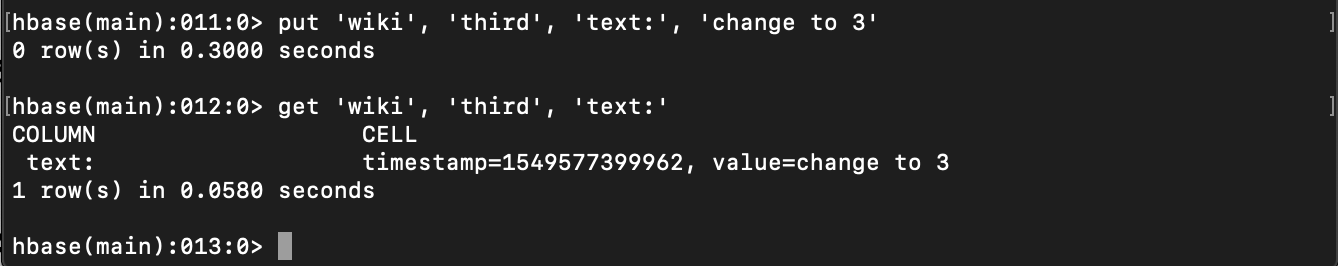 [hbase(main):011:0> put 'wiki', 'third', 'text:', 'change to 3' ]
0 row(s) in 0.3000 seconds
[hbase(main):012:0> get 'wiki', 'third', 'text:' ]
COLUMN CELL
text: timestamp=1549577399962, value=change to 3
1 row(s) in 0.0580 seconds
hbase(main):013:0>